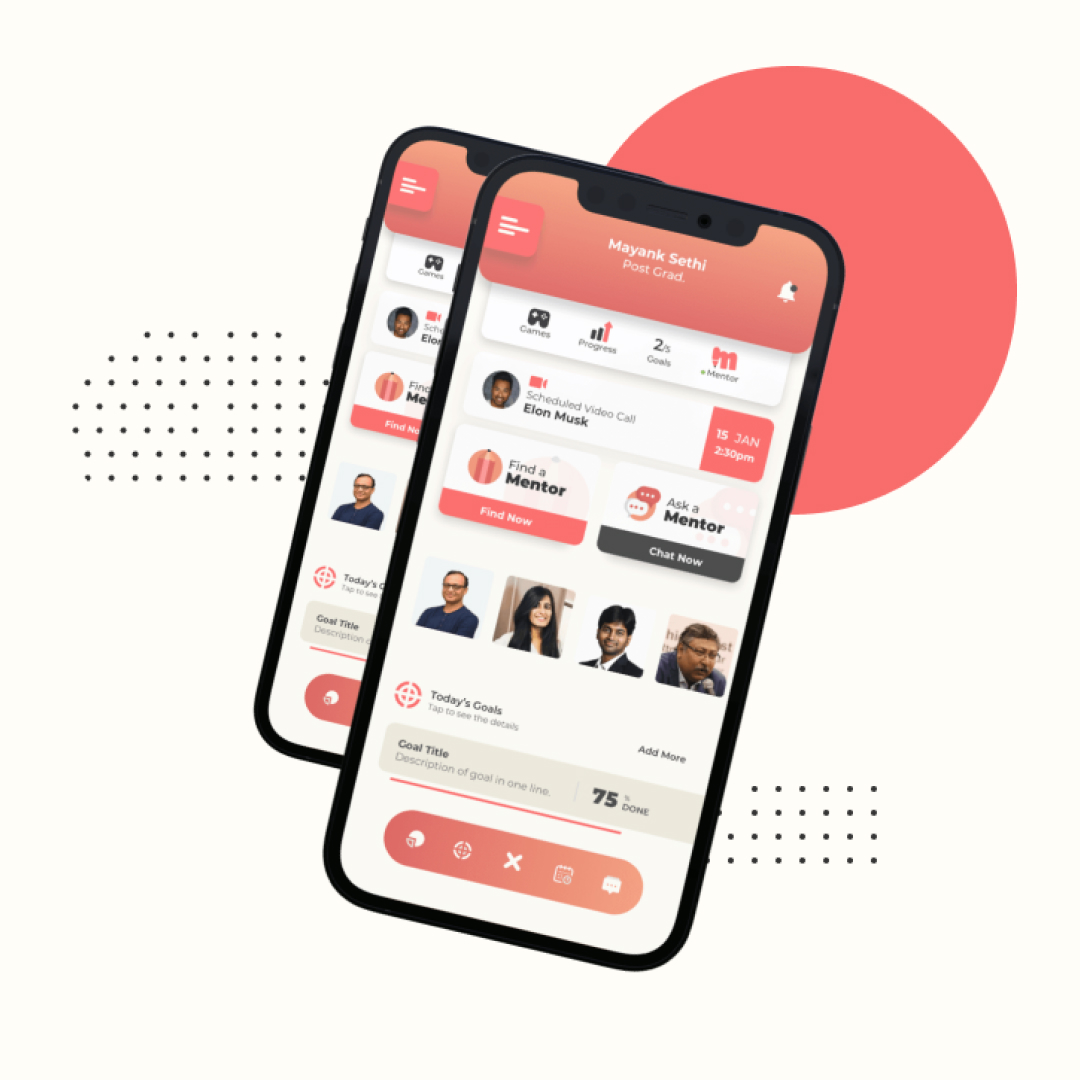 Mayank Sethi
Post Grad.
Games
Progress
2/5
Goals
Mentor
Scheduled Video Call
Elon Musk
15 JAN
2:30pm
Find a
Mentor
Find Now
Ask a
Mentor
Chat Now
Today's Goals
Tap to see the details
Add More
Goal Title
Description of goal in one line.
75 %
DONE
Games
Sche
Elon
Find
Me
Find No
Today's G
Tap to see
Goal Title
Description o